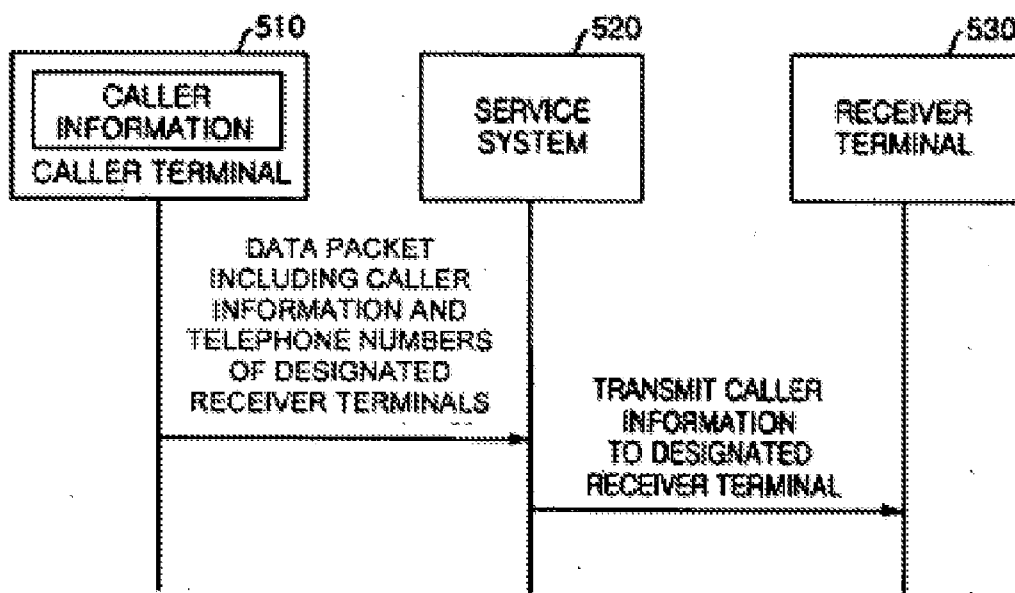 510
520
530
CALLER
INFORMATION
CALLER TERMINAL
SERVICE
SYSTEM
RECEIVER
TERMINAL
DATA PACKET
INCLUDING CALLER
INFORMATION AND
TELEPHONE NUMBERS
OF DESIGNATED
RECEIVER TERMINALS
TRANSMIT CALLER
INFORMATION
TO DESIGNATED
RECEIVER TERMINAL